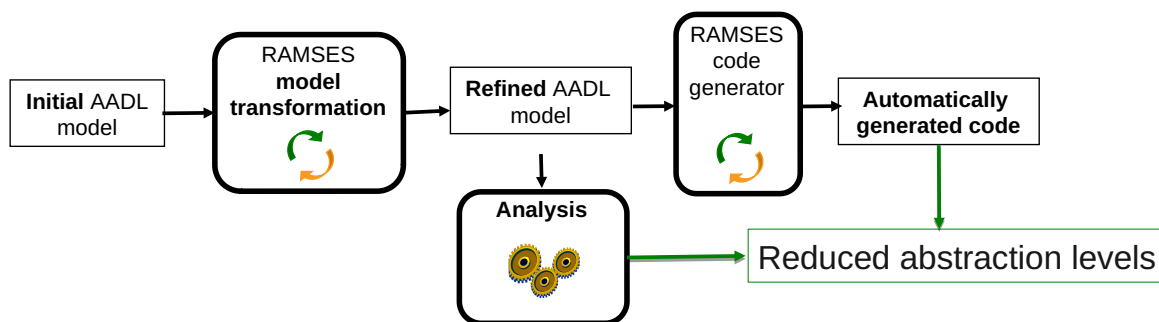 Initial AADL
model
RAMSES
model
transformation
Refined AADL
model
RAMSES
code
generator
Automatically
generated code
Analysis
Reduced abstraction levels